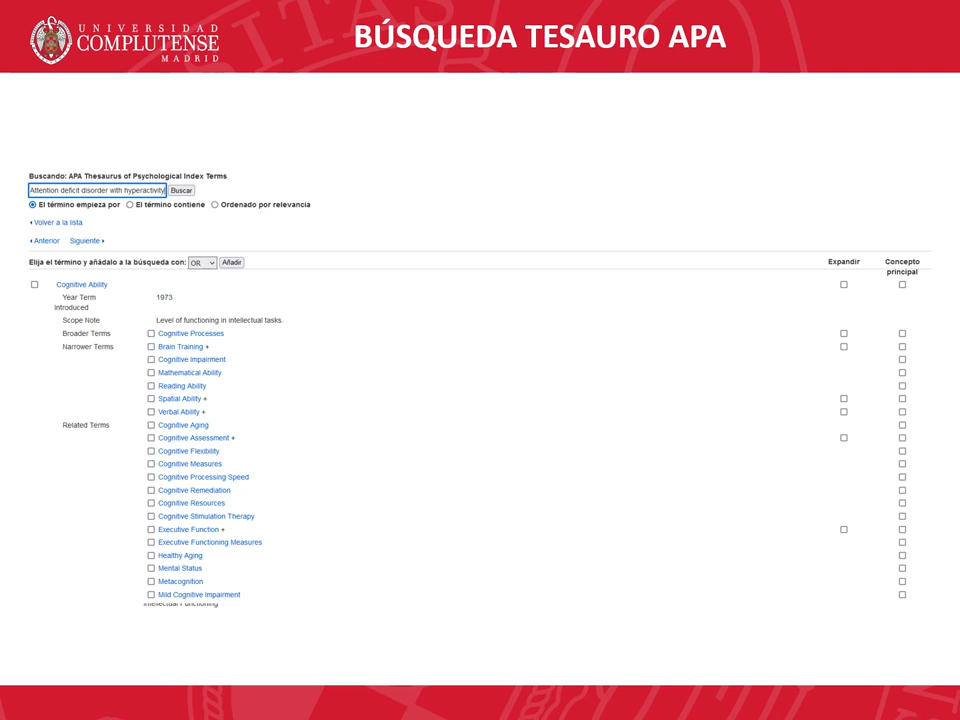 UNIVERSIDAD
COMPLUTENSE
MADRID
BÚSQUEDA TESAURO APA
Buscando: APA Thesaurus of Psychological Index Terms
Attention deficit disorder with hyperactivity Buscar
El término empieza por El término contiene Ordenado por relevancia
Volver a la lista
Anterior Siguiente
Elija el término y añádalo a la búsqueda con: OR Añadir Expandir Concepto principal
Cognitive Ability
Year Term Introduced 1973
Scope Note Level of functioning in intellectual tasks.
Broader Terms Cognitive Processes
Narrower Terms Brain Training +
Cognitive Impairment
Mathematical Ability
Reading Ability
Spatial Ability +
Verbal Ability +
Related Terms Cognitive Aging
Cognitive Assessment +
Cognitive Flexibility
Cognitive Measures
Cognitive Processing Speed
Cognitive Remediation
Cognitive Resources
Cognitive Stimulation Therapy
Executive Function +
Executive Functioning Measures
Healthy Aging
Mental Status
Metacognition
Mild Cognitive Impairment
Intellectual Functioning